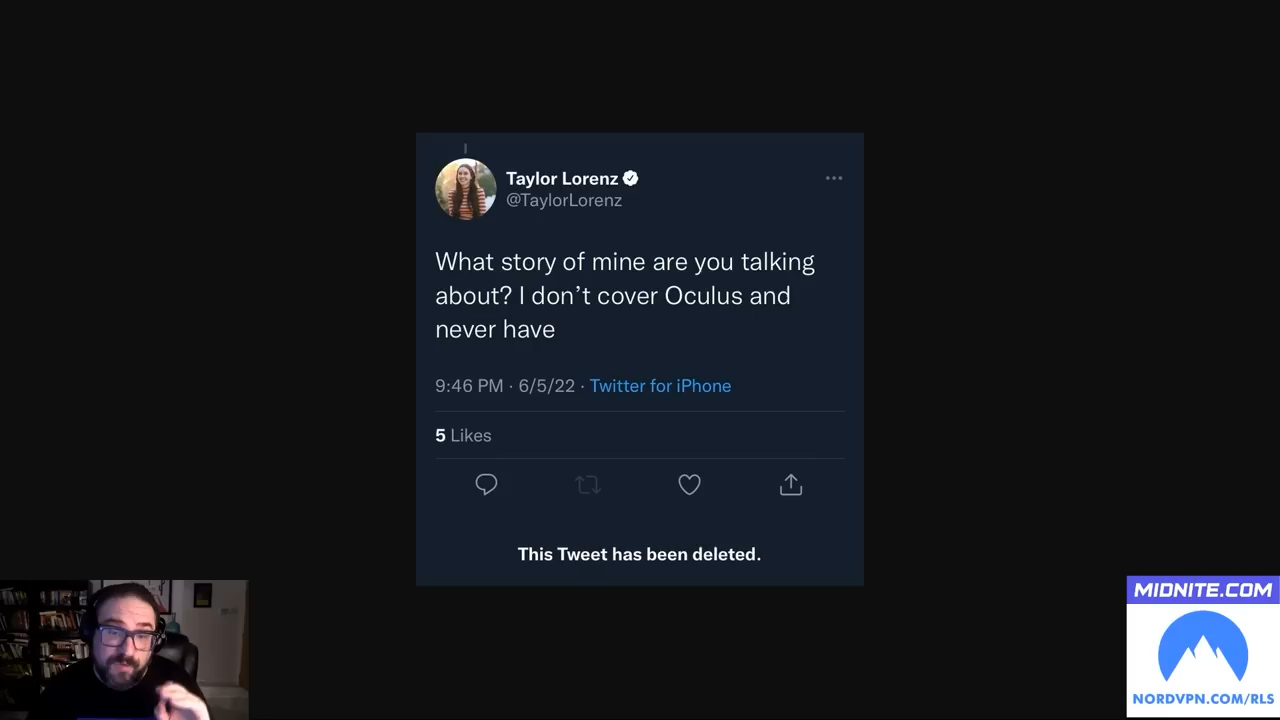 Taylor Lorenz
@TaylorLorenz
What story of mine are you talking
about? I don’t cover Oculus and
never have
9:46 PM · 6/5/22 · Twitter for iPhone
5 Likes
This Tweet has been deleted.
MIDNITE.COM
NORDVPN.COM/RLS